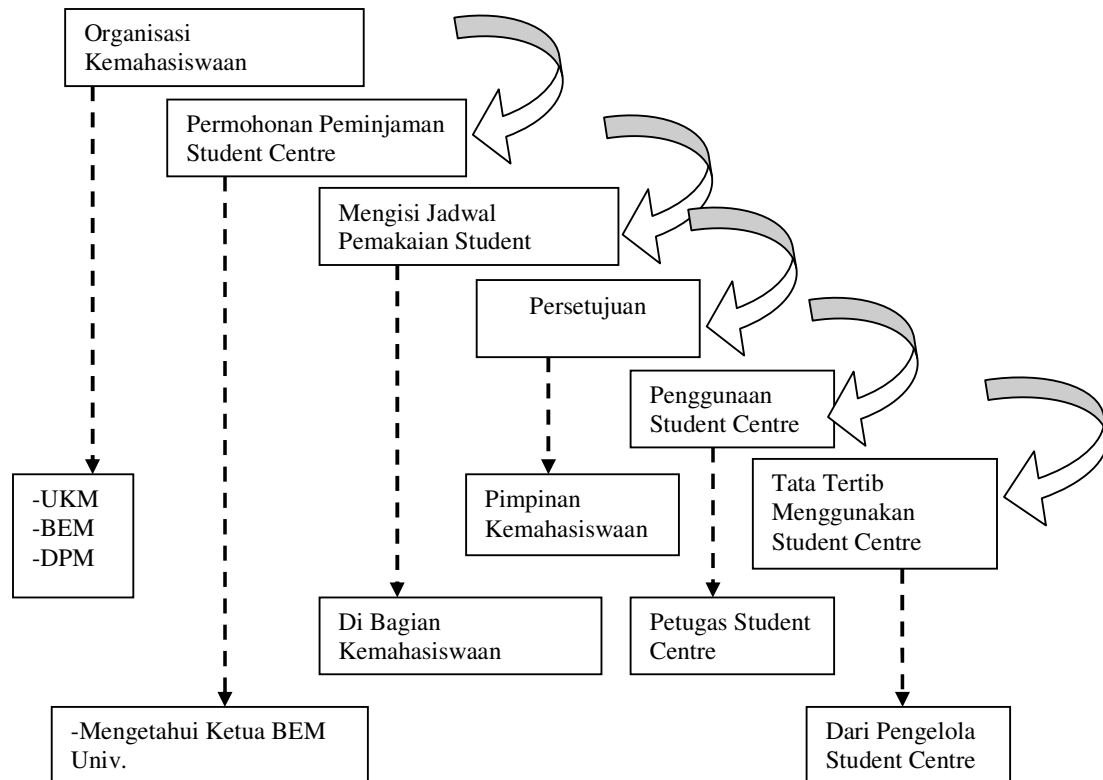 Organisasi
Kemahasiswaan
Permohonan Peminjaman
Student Centre
Mengisi Jadwal
Pemakaian Student
Persetujuan
Penggunaan
Student Centre
Tata Tertib
Menggunakan
Student Centre
-UKM
-BEM
-DPM
Pimpinan
Kemahasiswaan
Di Bagian
Kemahasiswaan
Petugas Student
Centre
-Mengetahui Ketua BEM
Univ.
Dari Pengelola
Student Centre